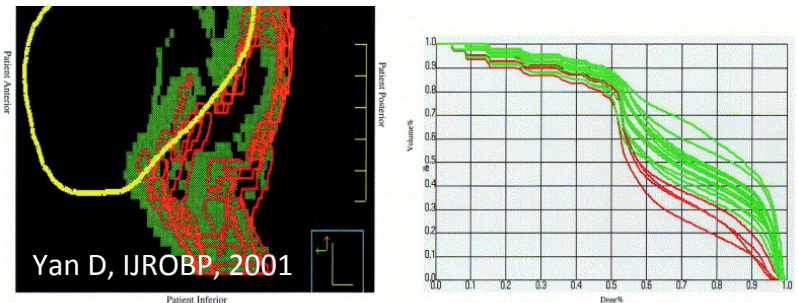 Patient Anterior
Patient Posterior
Yan D, IJROBP, 2001
Patient Inferior
Volume%
1.0
0.9
0.8
0.7
0.6
0.5
0.4
0.3
0.2
0.1
0.0
0.0 0.1 0.2 0.3 0.4 0.5 0.6 0.7 0.8 0.9 1.0
Dose%